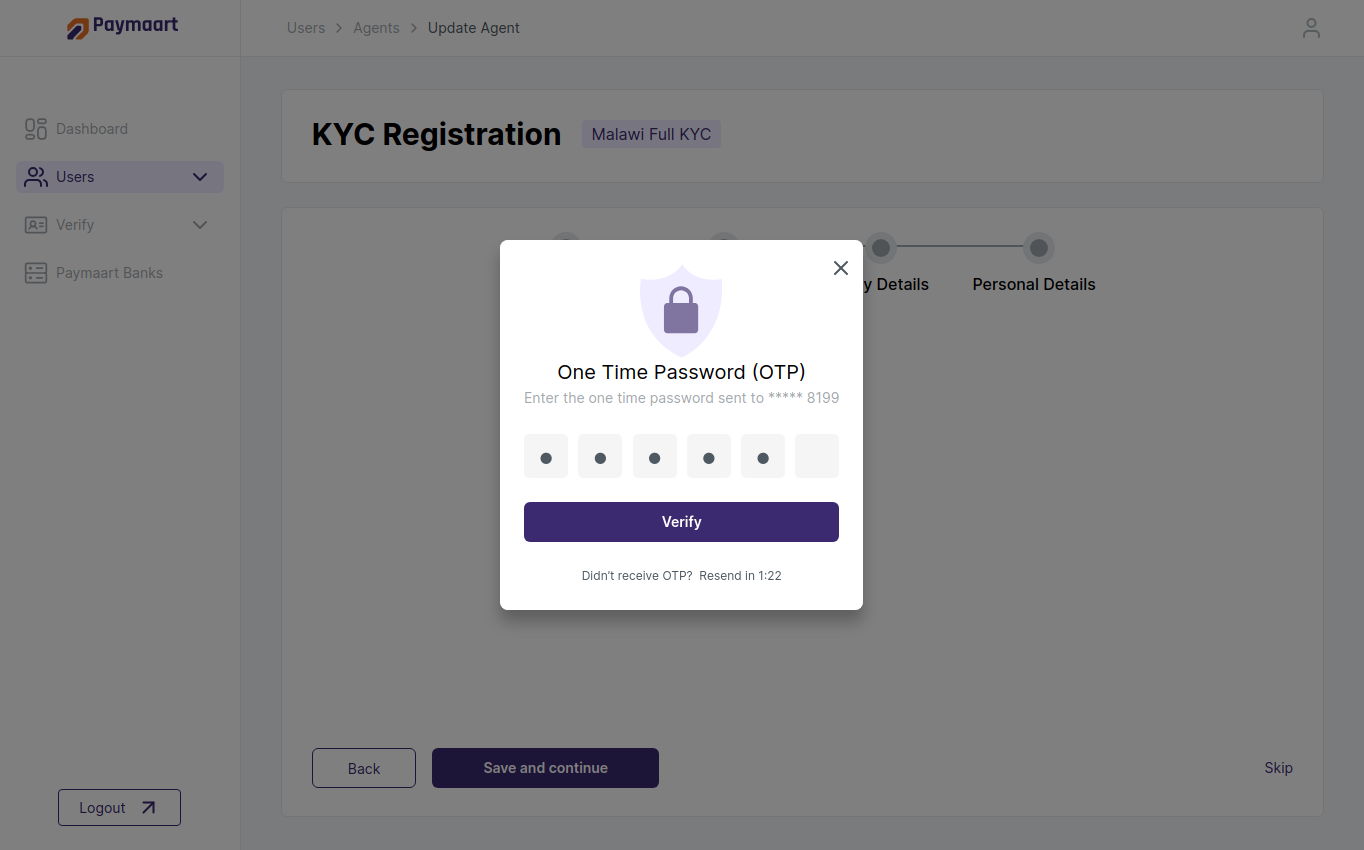 Paymaart
Users > Agents > Update Agent
Dashboard
Users
Verify
Paymaart Banks
Logout
KYC Registration
Malawi Full KYC
y Details
Personal Details
One Time Password (OTP)
Enter the one time password sent to ***** 8199
Verify
Didn't receive OTP? Resend in 1:22
Back
Save and continue
Skip